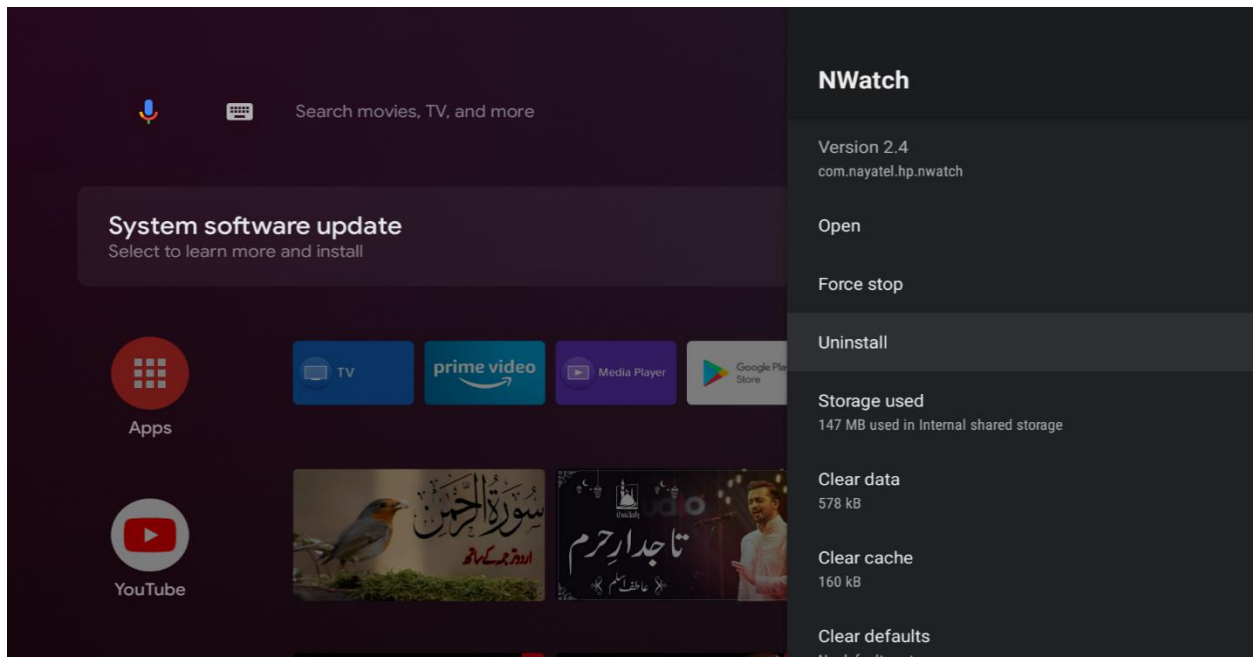 Search movies, TV, and more
System software update
Select to learn more and install
Apps
TV
prime video
Media Player
Google Play
Store
YouTube
سُورَةُ الرَّحْمٰن
اردو ترجمہ کے ساتھ
تاجدارِ حرم
عاطف اسلم
NWatch
Version 2.4
com.nayatel.hp.nwatch
Open
Force stop
Uninstall
Storage used
147 MB used in Internal shared storage
Clear data
578 kB
Clear cache
160 kB
Clear defaults